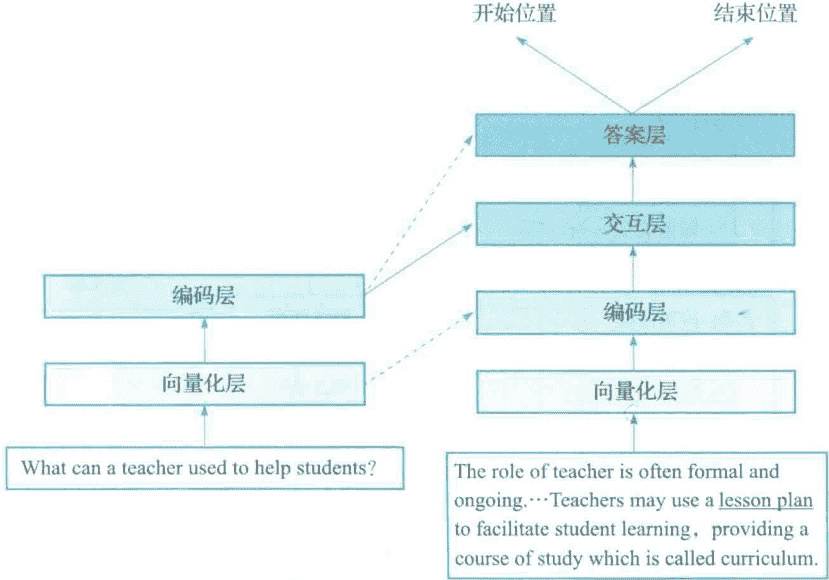 开始位置
结束位置
答案层
交互层
编码层
编码层
向量化层
向量化层
What can a teacher used to help students?
The role of teacher is often formal and
ongoing.…Teachers may use a lesson plan
to facilitate student learning, providing a
course of study which is called curriculum.